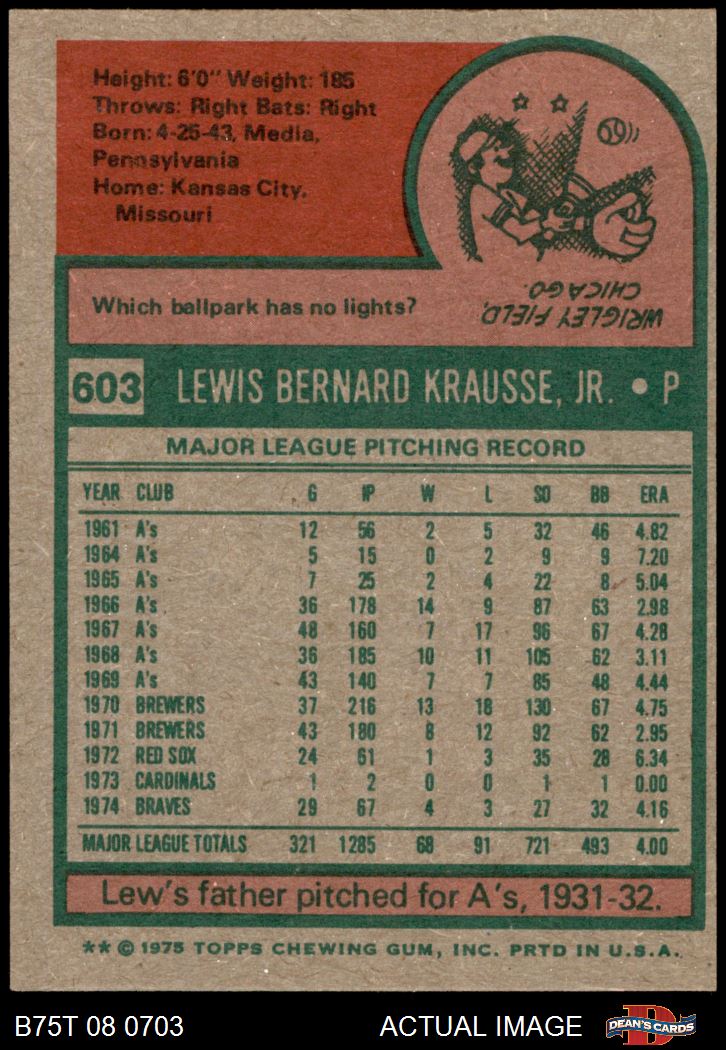 Height: 6'0" Weight: 185
Throws: Right Bats: Right
Born: 4-25-43, Media,
Pennsylvania
Home: Kansas City,
Missouri
Which ballpark has no lights?
WRIGLEY FIELD,
CHICAGO.
603 LEWIS BERNARD KRAUSSE, JR. • P
MAJOR LEAGUE PITCHING RECORD
YEAR CLUB G IP W L SO BB ERA
1961 A's 12 56 2 5 32 46 4.82
1964 A's 5 15 0 2 9 9 7.20
1965 A's 7 25 2 4 22 8 5.04
1966 A's 36 178 14 9 87 63 2.98
1967 A's 48 160 7 17 96 67 4.28
1968 A's 36 185 10 11 105 62 3.11
1969 A's 43 140 7 7 85 48 4.44
1970 BREWERS 37 216 13 18 130 67 4.75
1971 BREWERS 43 180 8 12 92 62 2.95
1972 RED SOX 24 61 1 3 35 28 6.34
1973 CARDINALS 1 2 0 0 1 1 0.00
1974 BRAVES 29 67 4 3 27 32 4.16
MAJOR LEAGUE TOTALS 321 1285 68 91 721 493 4.00
Lew's father pitched for A's, 1931-32.
** © 1975 TOPPS CHEWING GUM, INC. PRTD IN U.S.A.
B75T 08 0703 ACTUAL IMAGE DEAN'S CARDS